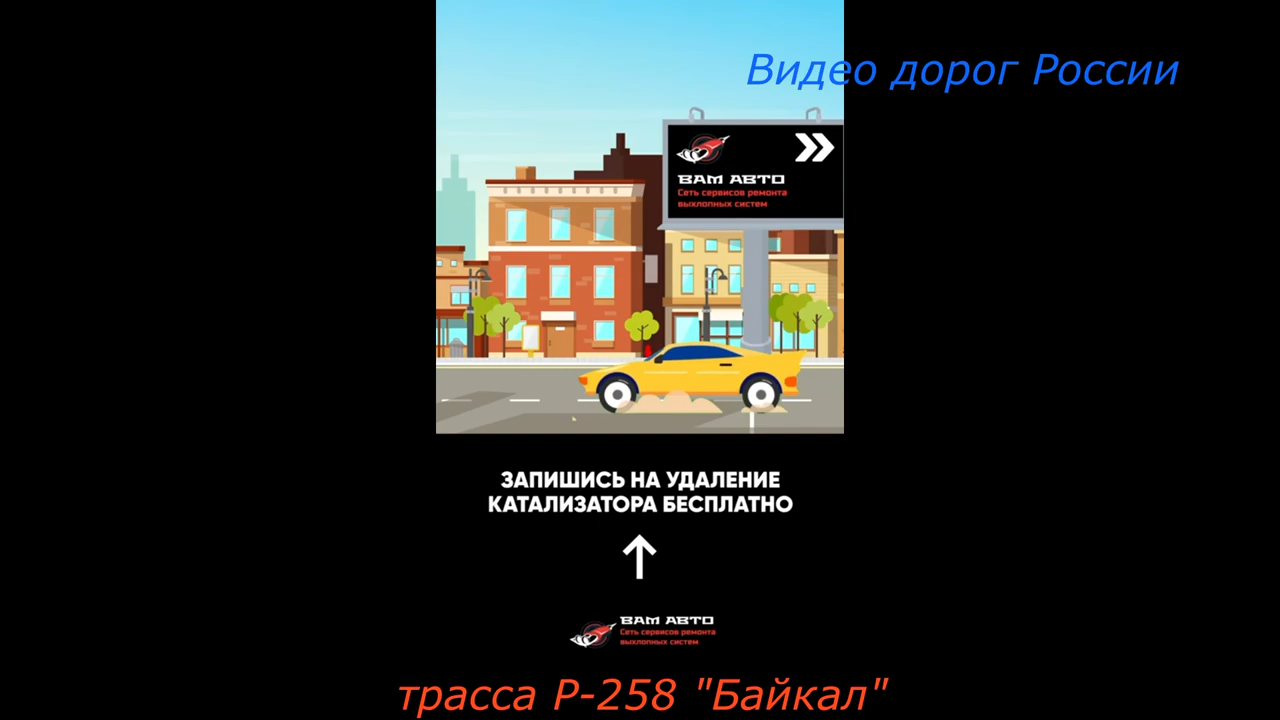 Видео дорог России
ВАМ АВТО
Сеть сервисов ремонта
выхлопных систем
ЗАПИШИСЬ НА УДАЛЕНИЕ
КАТАЛИЗАТОРА БЕСПЛАТНО
ВАМ АВТО
Сеть сервисов ремонта
выхлопных систем
трасса Р-258 "Байкал"